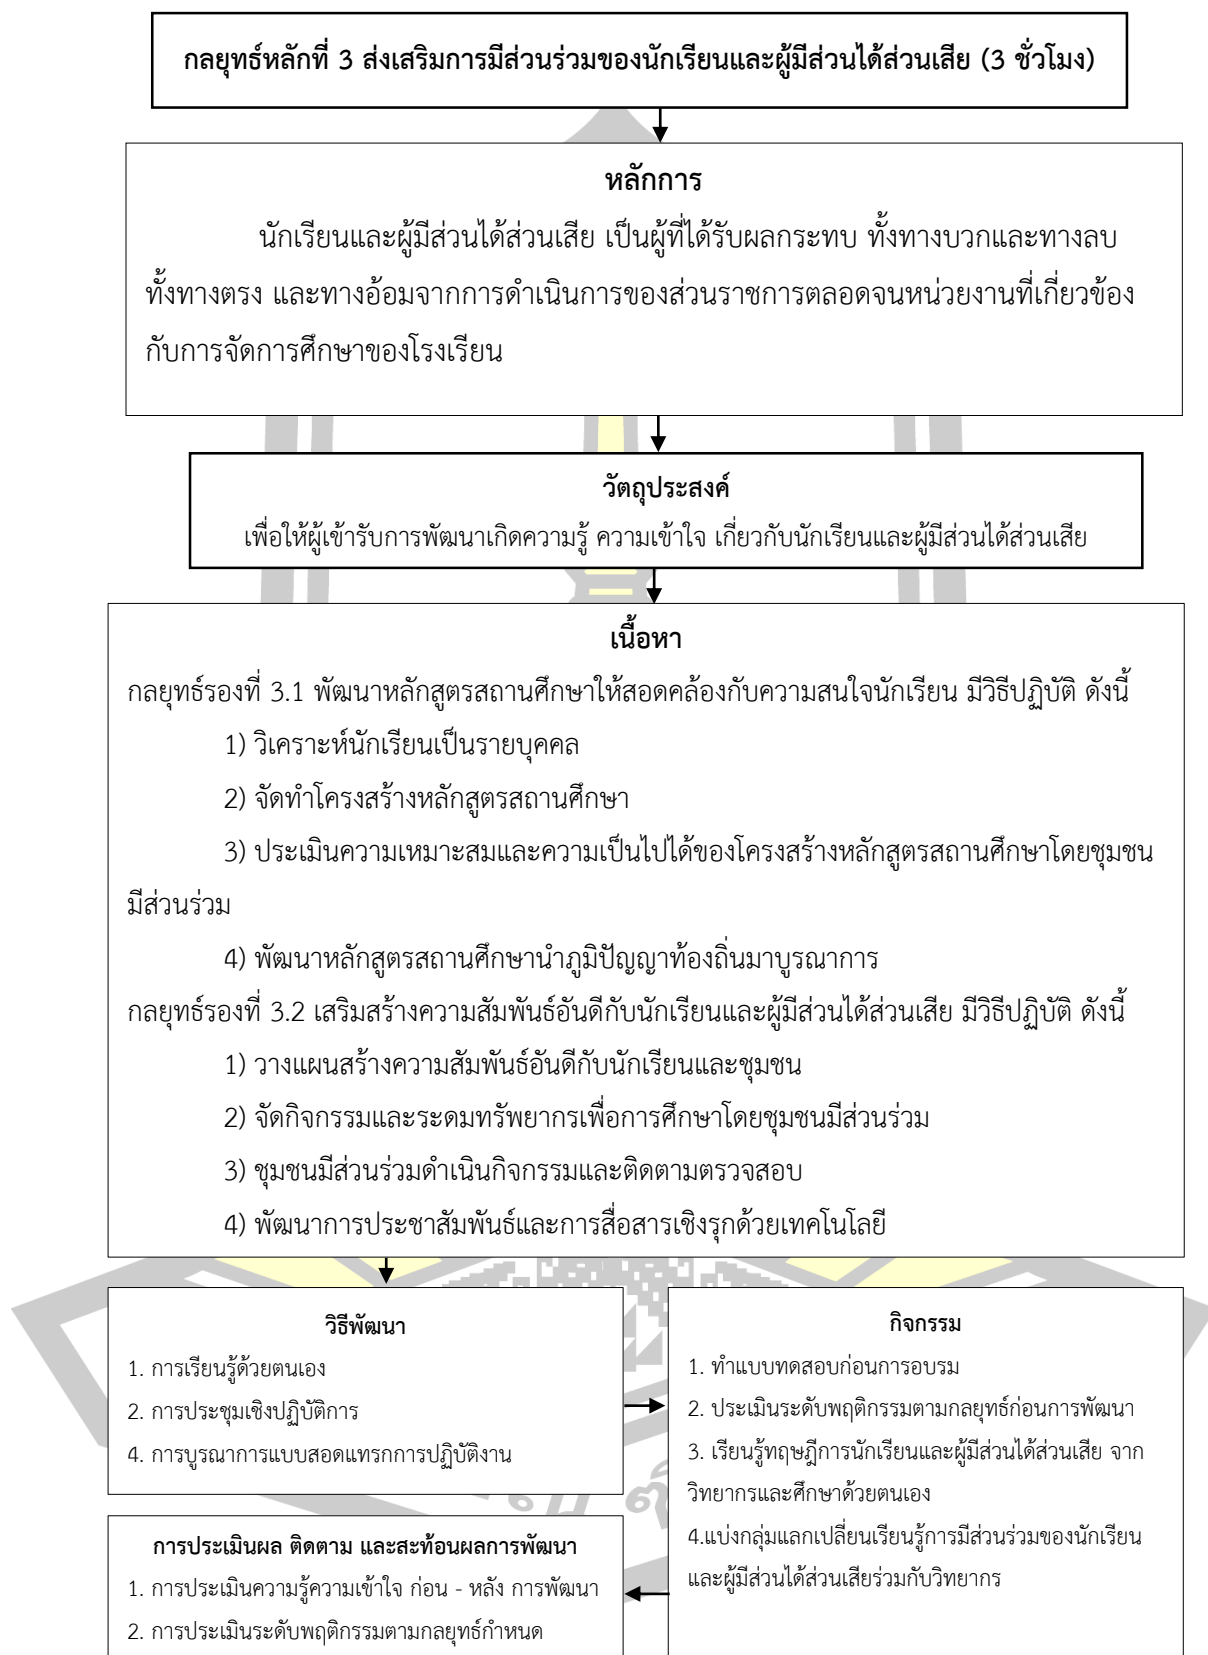 กลยุทธ์หลักที่ 3 ส่งเสริมการมีส่วนร่วมของนักเรียนและผู้มีส่วนได้ส่วนเสีย (3 ชั่วโมง)
หลักการ
นักเรียนและผู้มีส่วนได้ส่วนเสีย เป็นผู้ที่ได้รับผลกระทบ ทั้งทางบวกและทางลบ
ทั้งทางตรง และทางอ้อมจากการดำเนินการของส่วนราชการตลอดจนหน่วยงานที่เกี่ยวข้อง
กับการจัดการศึกษาของโรงเรียน
วัตถุประสงค์
เพื่อให้ผู้เข้ารับการพัฒนาเกิดความรู้ ความเข้าใจ เกี่ยวกับนักเรียนและผู้มีส่วนได้ส่วนเสีย
เนื้อหา
กลยุทธ์รองที่ 3.1 พัฒนาหลักสูตรสถานศึกษาให้สอดคล้องกับความสนใจนักเรียน มีวิธีปฏิบัติ ดังนี้
1) วิเคราะห์นักเรียนเป็นรายบุคคล
2) จัดทำโครงสร้างหลักสูตรสถานศึกษา
3) ประเมินความเหมาะสมและความเป็นไปได้ของโครงสร้างหลักสูตรสถานศึกษาโดยชุมชน
มีส่วนร่วม
4) พัฒนาหลักสูตรสถานศึกษานำภูมิปัญญาท้องถิ่นมาบูรณาการ
กลยุทธ์รองที่ 3.2 เสริมสร้างความสัมพันธ์อันดีกับนักเรียนและผู้มีส่วนได้ส่วนเสีย มีวิธีปฏิบัติ ดังนี้
1) วางแผนสร้างความสัมพันธ์อันดีกับนักเรียนและชุมชน
2) จัดกิจกรรมและระดมทรัพยากรเพื่อการศึกษาโดยชุมชนมีส่วนร่วม
3) ชุมชนมีส่วนร่วมดำเนินกิจกรรมและติดตามตรวจสอบ
4) พัฒนาการประชาสัมพันธ์และการสื่อสารเชิงรุกด้วยเทคโนโลยี
วิธีพัฒนา
1. การเรียนรู้ด้วยตนเอง
2. การประชุมเชิงปฏิบัติการ
4. การบูรณาการแบบสอดแทรกการปฏิบัติงาน
กิจกรรม
1. ทำแบบทดสอบก่อนการอบรม
2. ประเมินระดับพฤติกรรมตามกลยุทธ์ก่อนการพัฒนา
3. เรียนรู้ทฤษฎีการนักเรียนและผู้มีส่วนได้ส่วนเสีย จาก
วิทยากรและศึกษาด้วยตนเอง
4.แบ่งกลุ่มแลกเปลี่ยนเรียนรู้การมีส่วนร่วมของนักเรียน
และผู้มีส่วนได้ส่วนเสียร่วมกับวิทยากร
การประเมินผล ติดตาม และสะท้อนผลการพัฒนา
1. การประเมินความรู้ความเข้าใจ ก่อน - หลัง การพัฒนา
2. การประเมินระดับพฤติกรรมตามกลยุทธ์กำหนด